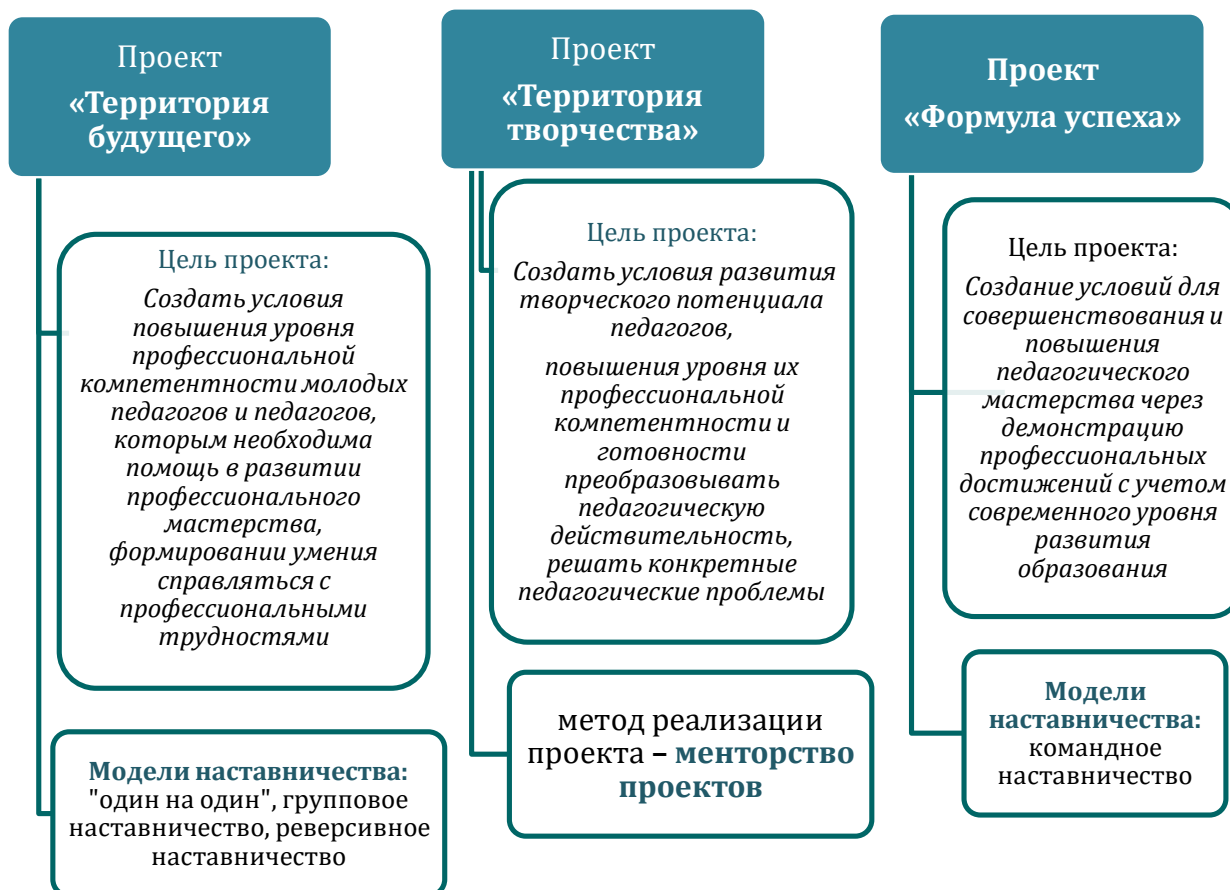 Проект
«Территория
будущего»
Цель проекта:
Создать условия
повышения уровня
профессиональной
компетентности молодых
педагогов и педагогов,
которым необходима
помощь в развитии
профессионального
мастерства,
формировании умения
справляться с
профессиональными
трудностями
Модели наставничества:
"один на один", групповое
наставничество, реверсивное
наставничество
Проект
«Территория
творчества»
Цель проекта:
Создать условия развития
творческого потенциала
педагогов,
повышения уровня их
профессиональной
компетентности и
готовности
преобразовывать
педагогическую
действительность,
решать конкретные
педагогические проблемы
метод реализации
проекта – менторство
проектов
Проект
«Формула успеха»
Цель проекта:
Создание условий для
совершенствования и
повышения
педагогического
мастерства через
демонстрацию
профессиональных
достижений с учетом
современного уровня
развития
образования
Модели
наставничества:
командное
наставничество